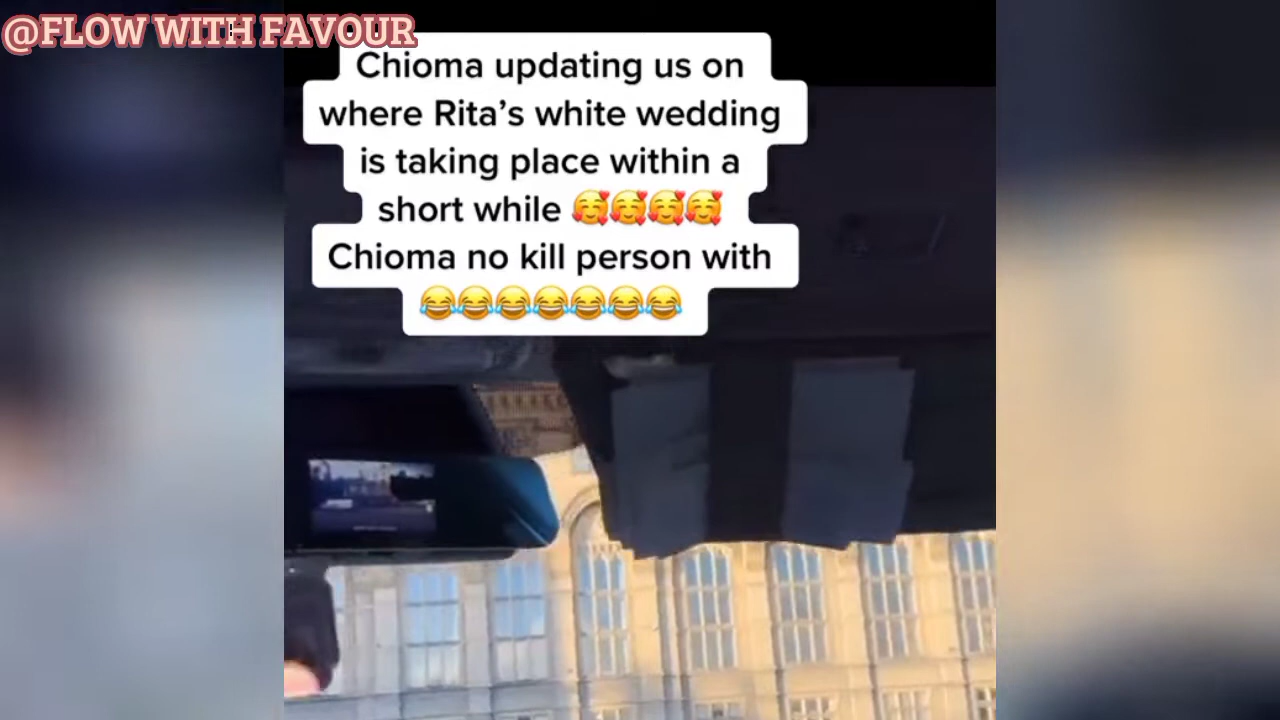 @FLOW WITH FAVOUR
Chioma updating us on
where Rita’s white wedding
is taking place within a
short while 🥰🥰🥰🥰
Chioma no kill person with
😂😂😂😂😂😂😂